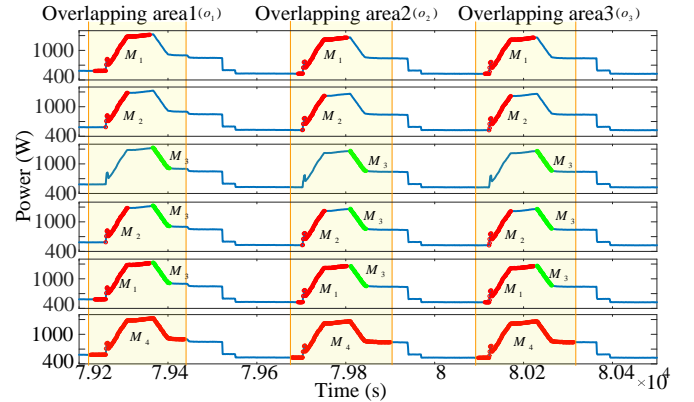 Overlapping area1(o₁) Overlapping area2(o₂) Overlapping area3(o₃)
1000
400
M₁ M₁ M₁
1000
400
M₂ M₂ M₂
1000
400
M₃ M₃ M₃
1000
400
M₂ M₃ M₂ M₃ M₂ M₃
1000
400
M₁ M₃ M₁ M₃ M₁ M₃
1000
400
M₄ M₄ M₄
Power (W)
7.92 7.94 7.96 7.98 8 8.02 8.04
Time (s) ×10⁴